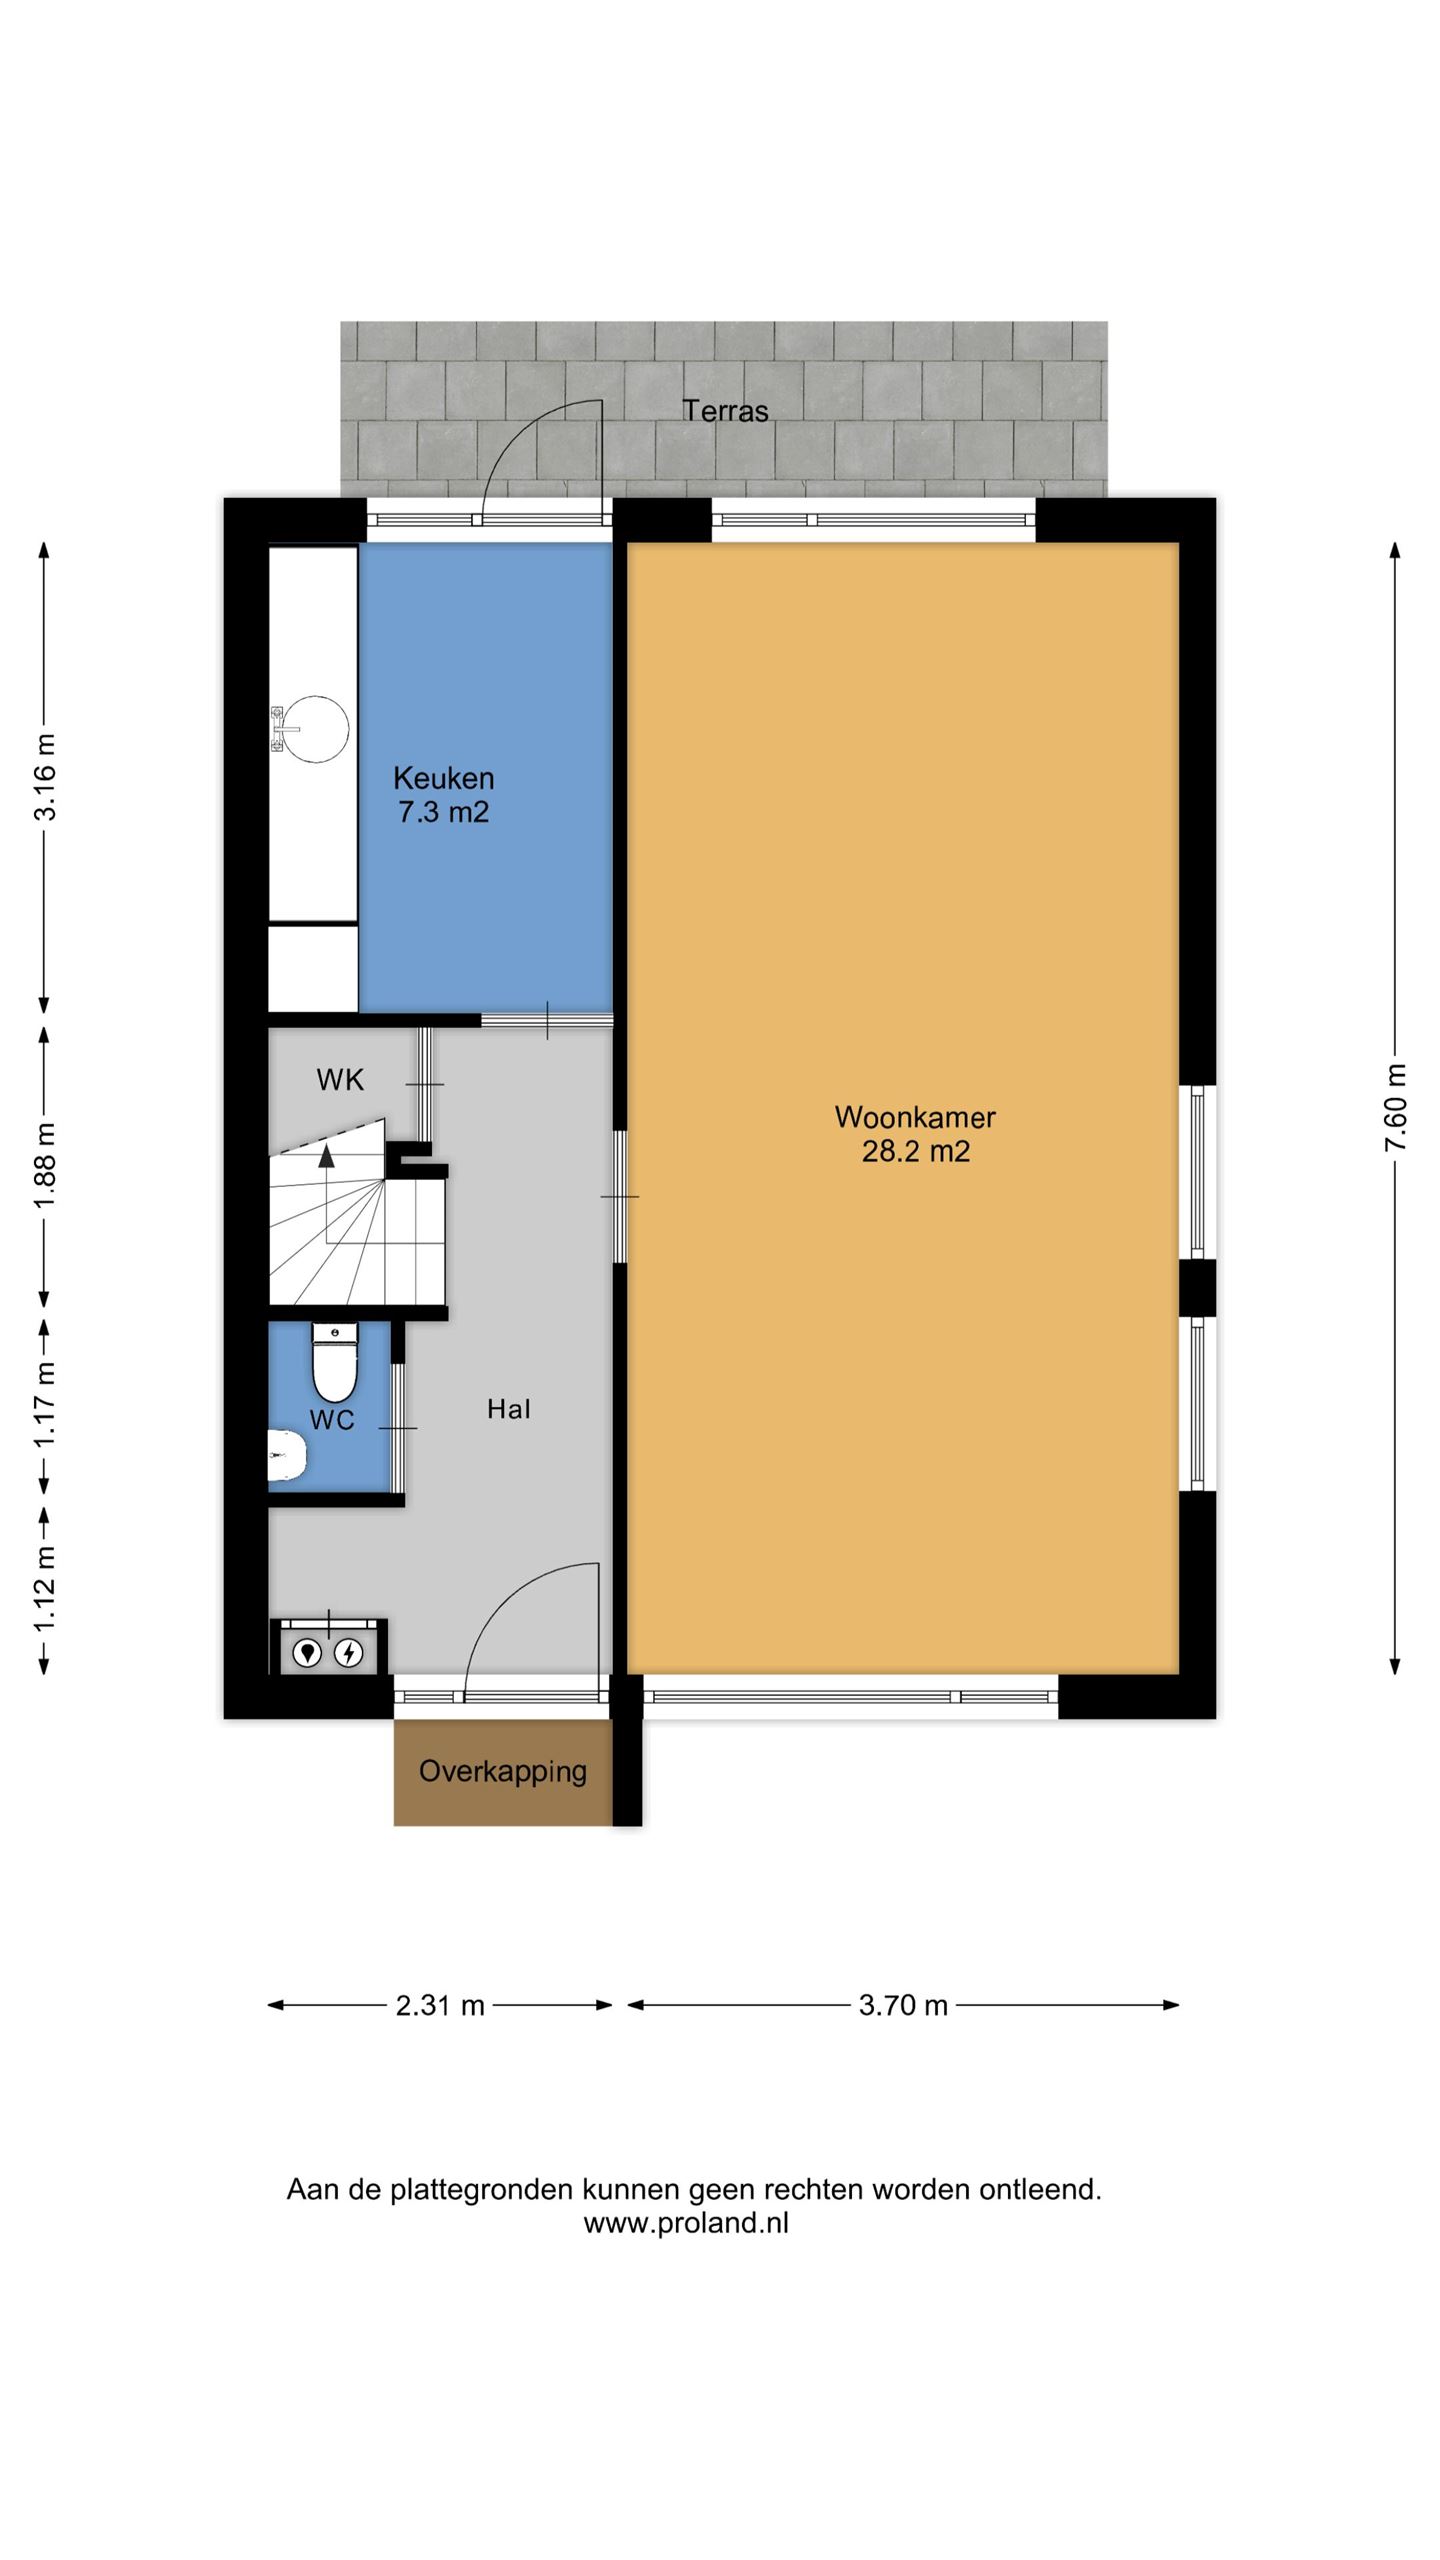 Terras
3.16 m
Keuken
7.3 m2
7.60 m
WK
Woonkamer
28.2 m2
1.88 m
WC
Hal
1.17 m
1.12 m
Overkapping
2.31 m
3.70 m
Aan de plattegronden kunnen geen rechten worden ontleend.
www.proland.nl